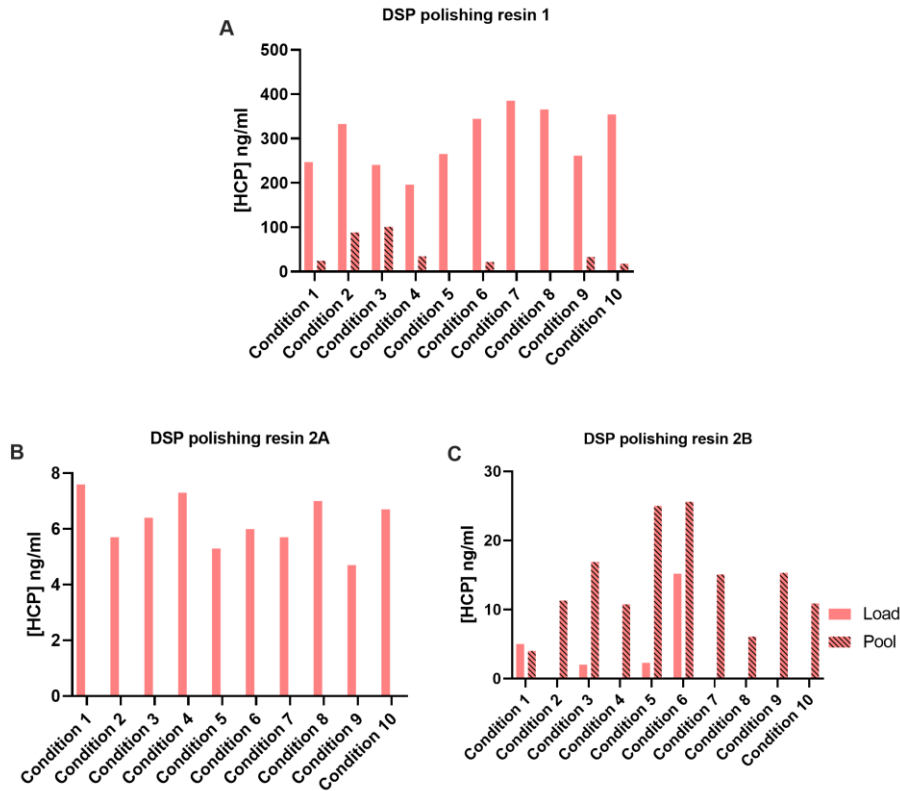 A
DSP polishing resin 1
[HCP] ng/ml
500
400
300
200
100
0
Condition 1
Condition 2
Condition 3
Condition 4
Condition 5
Condition 6
Condition 7
Condition 8
Condition 9
Condition 10
B
DSP polishing resin 2A
[HCP] ng/ml
8
6
4
2
0
Condition 1
Condition 2
Condition 3
Condition 4
Condition 5
Condition 6
Condition 7
Condition 8
Condition 9
Condition 10
C
DSP polishing resin 2B
[HCP] ng/ml
30
20
10
0
Condition 1
Condition 2
Condition 3
Condition 4
Condition 5
Condition 6
Condition 7
Condition 8
Condition 9
Condition 10
Load
Pool